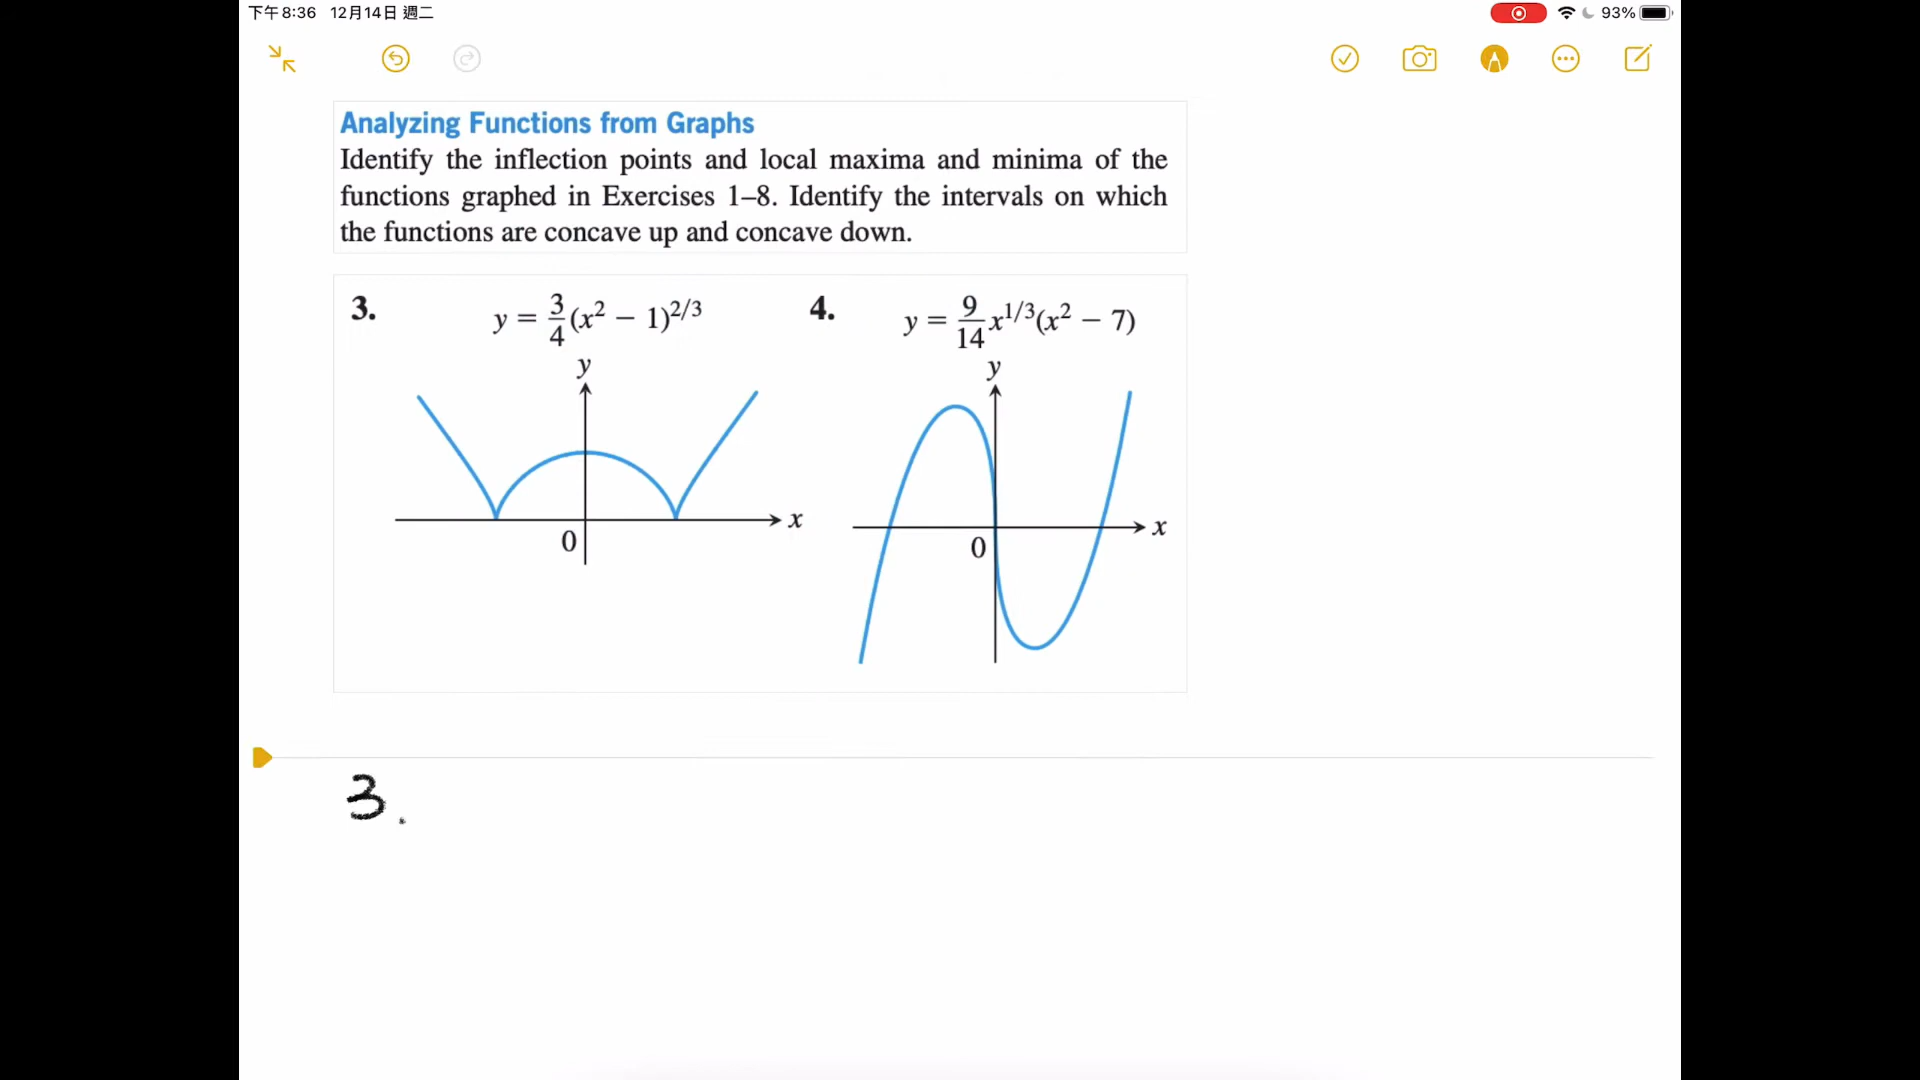 下午8:36 12月14日 週二 93%
Analyzing Functions from Graphs
Identify the inflection points and local maxima and minima of the
functions graphed in Exercises 1–8. Identify the intervals on which
the functions are concave up and concave down.
3. y = 3/4 (x² − 1)^{2/3}
4. y = 9/14 x^{1/3}(x² − 7)
y
x
0
y
x
0
3.